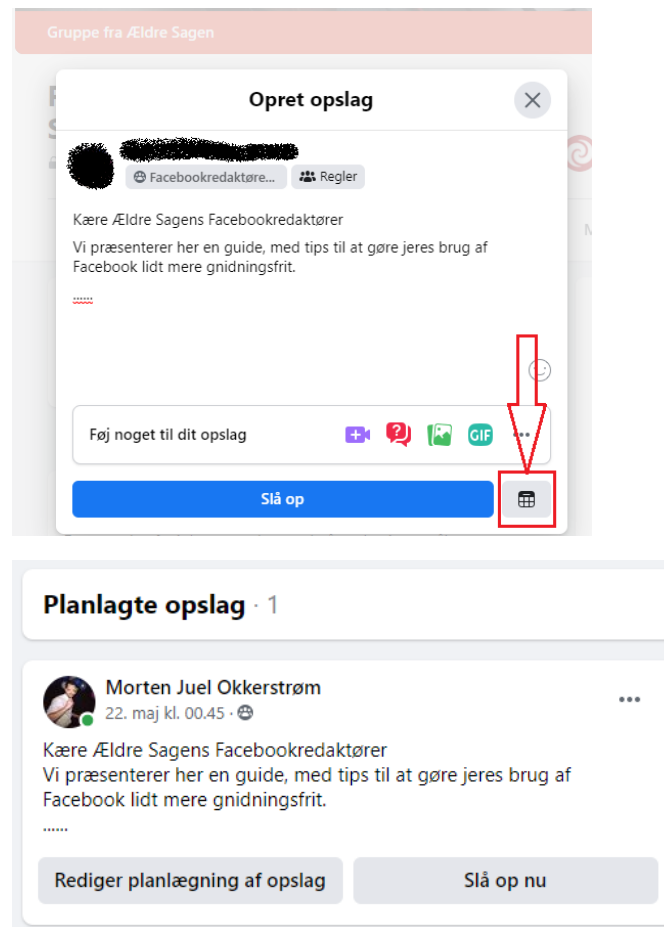 Gruppe fra Ældre Sagen
Opret opslag
Facebookredaktøre...
Regler
Kære Ældre Sagens Facebookredaktører
Vi præsenterer her en guide, med tips til at gøre jeres brug af
Facebook lidt mere gnidningsfrit.
......
Føj noget til dit opslag
GIF
Slå op
Planlagte opslag · 1
Morten Juel Okkerstrøm
22. maj kl. 00.45 ·
Kære Ældre Sagens Facebookredaktører
Vi præsenterer her en guide, med tips til at gøre jeres brug af
Facebook lidt mere gnidningsfrit.
......
Rediger planlægning af opslag
Slå op nu